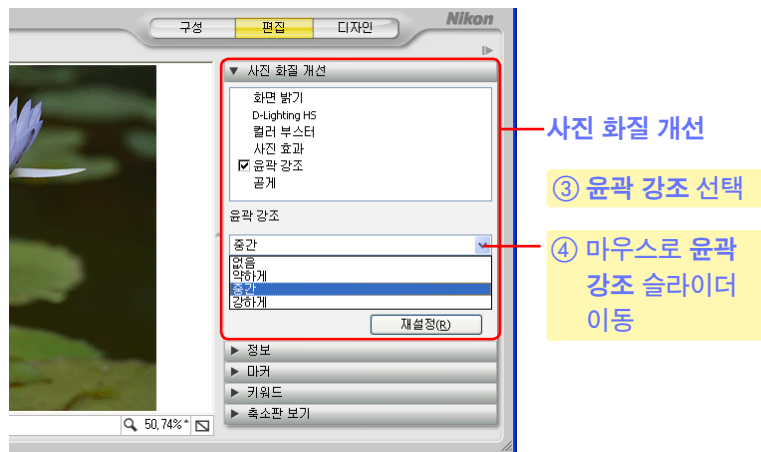 구성 편집 디자인 Nikon
▼ 사진 화질 개선
화면 밝기
D-Lighting HS
컬러 부스터
사진 효과
윤곽 강조
곧게
윤곽 강조
중간
없음
약하게
중간
강하게
재설정(R)
▶ 정보
▶ 마커
▶ 키워드
▶ 축소판 보기
50,74%
사진 화질 개선
③ 윤곽 강조 선택
④ 마우스로 윤곽
강조 슬라이더
이동